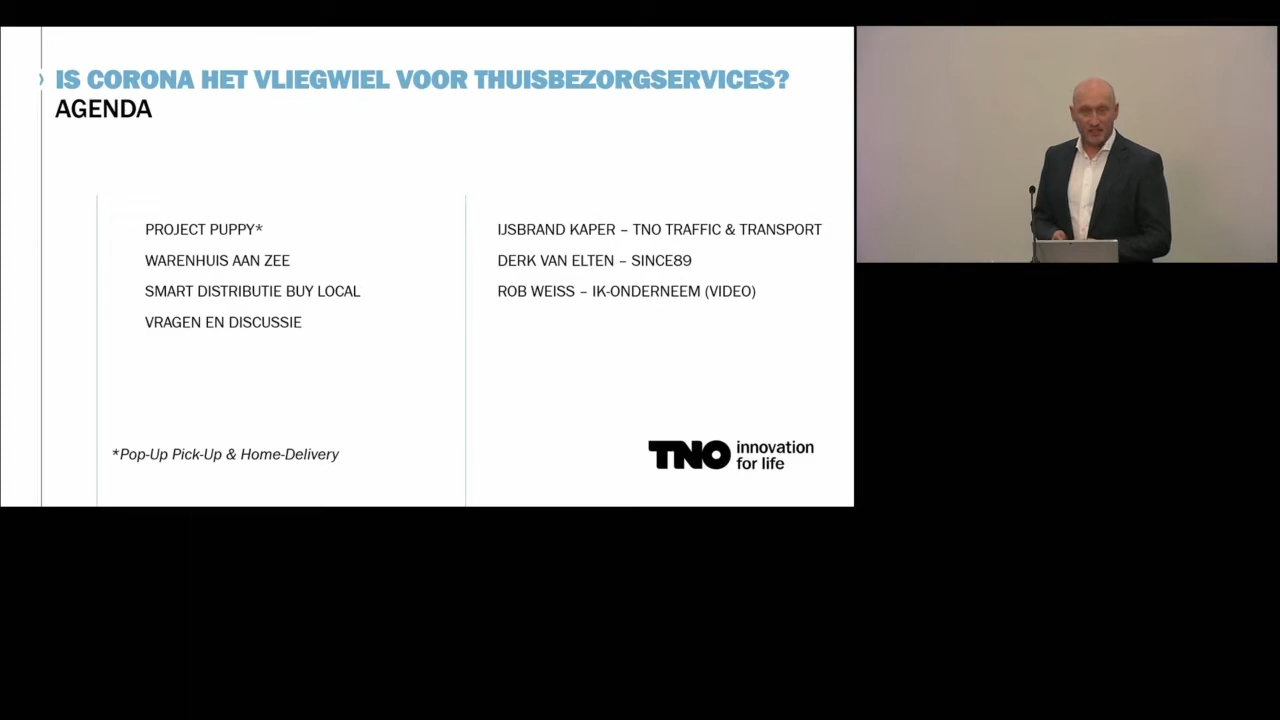 IS CORONA HET VLIEGWIEL VOOR THUISBEZORGSERVICES?
AGENDA
PROJECT PUPPY*
WARENHUIS AAN ZEE
SMART DISTRIBUTIE BUY LOCAL
VRAGEN EN DISCUSSIE
IJSBRAND KAPER – TNO TRAFFIC & TRANSPORT
DERK VAN ELTEN – SINCE89
ROB WEISS – IK-ONDERNEEM (VIDEO)
*Pop-Up Pick-Up & Home-Delivery
TNO innovation
for life